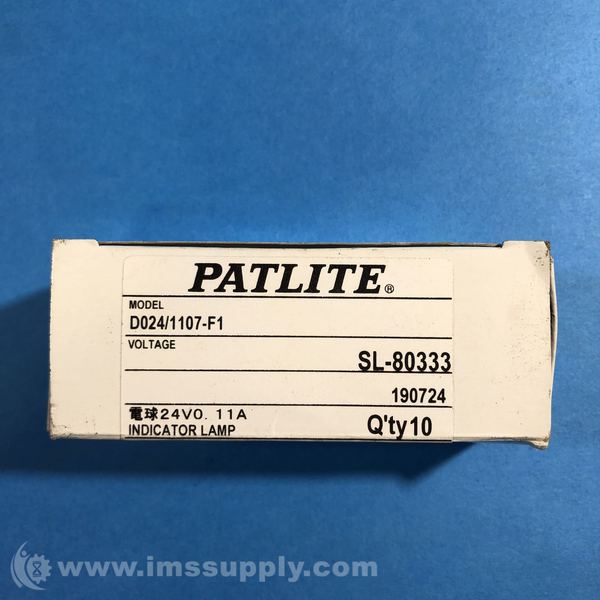 PATLITE®
MODEL
D024/1107-F1
VOLTAGE
SL-80333
190724
電球24V0.11A
INDICATOR LAMP Q'ty10
www.imssupply.com